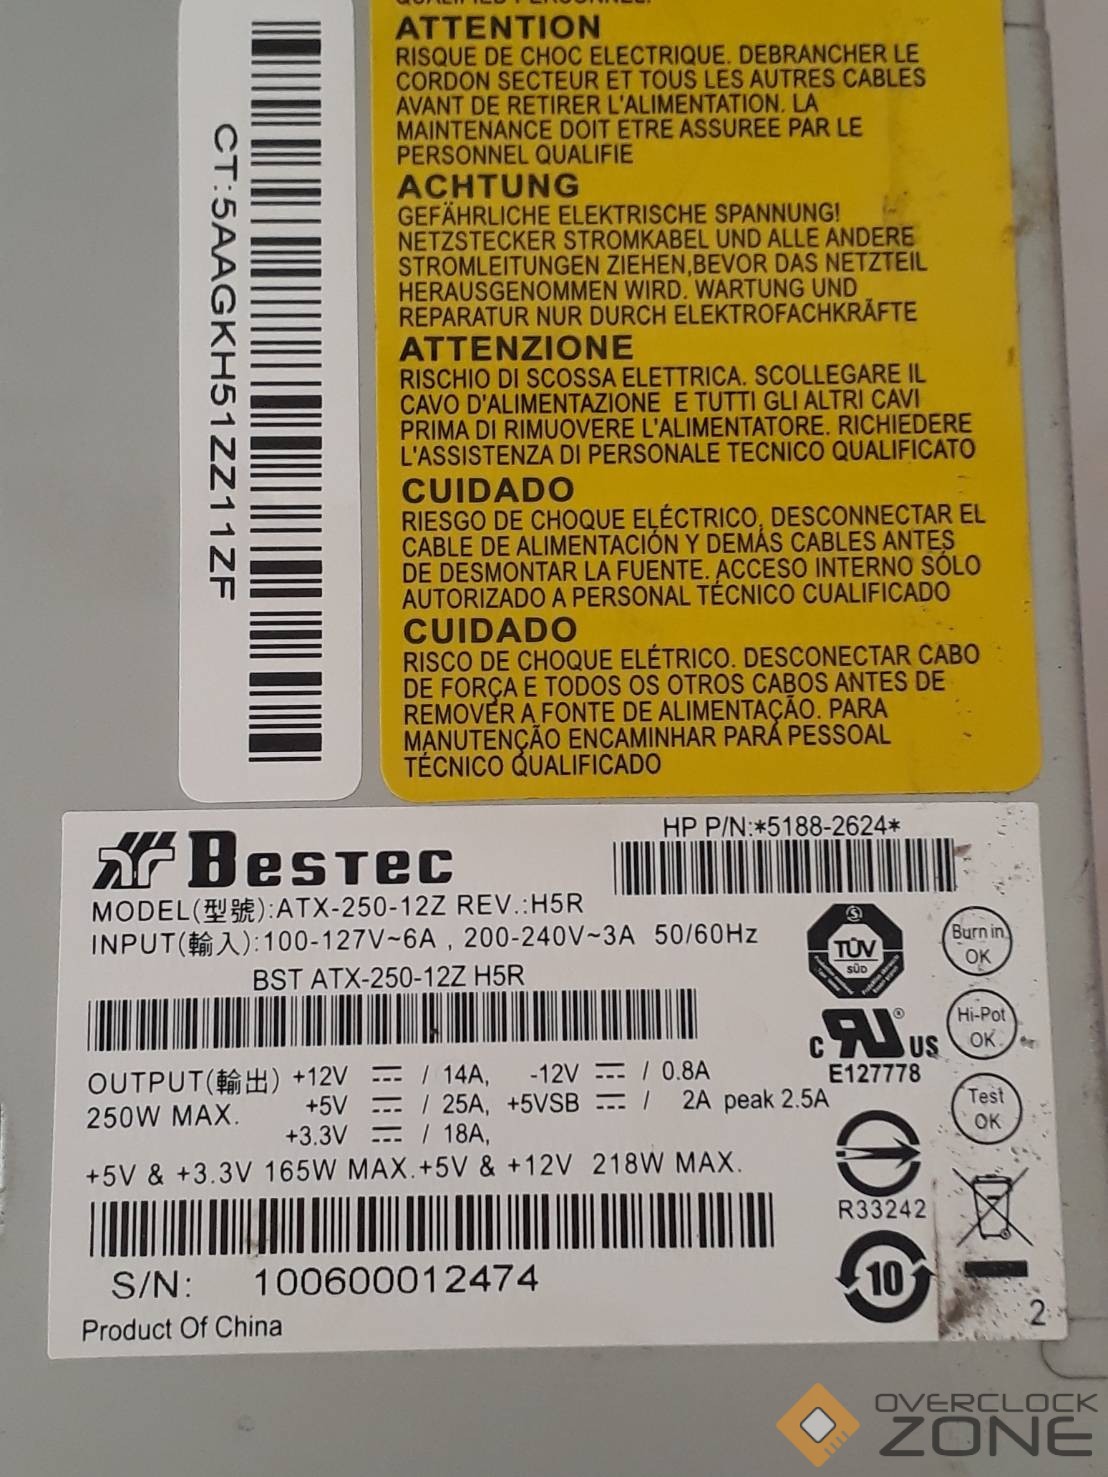 QUALIFIED PERSONNEL.
ATTENTION
RISQUE DE CHOC ELECTRIQUE. DEBRANCHER LE
CORDON SECTEUR ET TOUS LES AUTRES CABLES
AVANT DE RETIRER L'ALIMENTATION. LA
MAINTENANCE DOIT ETRE ASSUREE PAR LE
PERSONNEL QUALIFIE
ACHTUNG
GEFÄHRLICHE ELEKTRISCHE SPANNUNG!
NETZSTECKER STROMKABEL UND ALLE ANDERE
STROMLEITUNGEN ZIEHEN,BEVOR DAS NETZTEIL
HERAUSGENOMMEN WIRD. WARTUNG UND
REPARATUR NUR DURCH ELEKTROFACHKRÄFTE
ATTENZIONE
RISCHIO DI SCOSSA ELETTRICA. SCOLLEGARE IL
CAVO D'ALIMENTAZIONE E TUTTI GLI ALTRI CAVI
PRIMA DI RIMUOVERE L'ALIMENTATORE. RICHIEDERE
L'ASSISTENZA DI PERSONALE TECNICO QUALIFICATO
CUIDADO
RIESGO DE CHOQUE ELÉCTRICO, DESCONNECTAR EL
CABLE DE ALIMENTACIÓN Y DEMÁS CABLES ANTES
DE DESMONTAR LA FUENTE. ACCESO INTERNO SÓLO
AUTORIZADO A PERSONAL TÉCNICO CUALIFICADO
CUIDADO
RISCO DE CHOQUE ELÉTRICO. DESCONECTAR CABO
DE FORÇA E TODOS OS OTROS CABOS ANTES DE
REMOVER A FONTE DE ALIMENTAÇÃO. PARA
MANUTENÇÃO ENCAMINHAR PARA PESSOAL
TÉCNICO QUALIFICADO
CT:5AAGKH51ZZ11ZF
BESTEC
HP P/N:*5188-2624*
MODEL(型號):ATX-250-12Z REV.:H5R
INPUT(輸入):100-127V~6A , 200-240V~3A 50/60Hz
BST ATX-250-12Z H5R
OUTPUT(輸出) +12V / 14A, -12V / 0.8A
250W MAX. +5V / 25A, +5VSB / 2A peak 2.5A
+3.3V / 18A,
+5V & +3.3V 165W MAX.+5V & +12V 218W MAX.
S/N: 100600012474
Product Of China
TÜV
SÜD
Burn in
OK
Hi-Pot
OK
Test
OK
C RU ® US
E127778
R33242
10
2
OVERCLOCK
ZONE